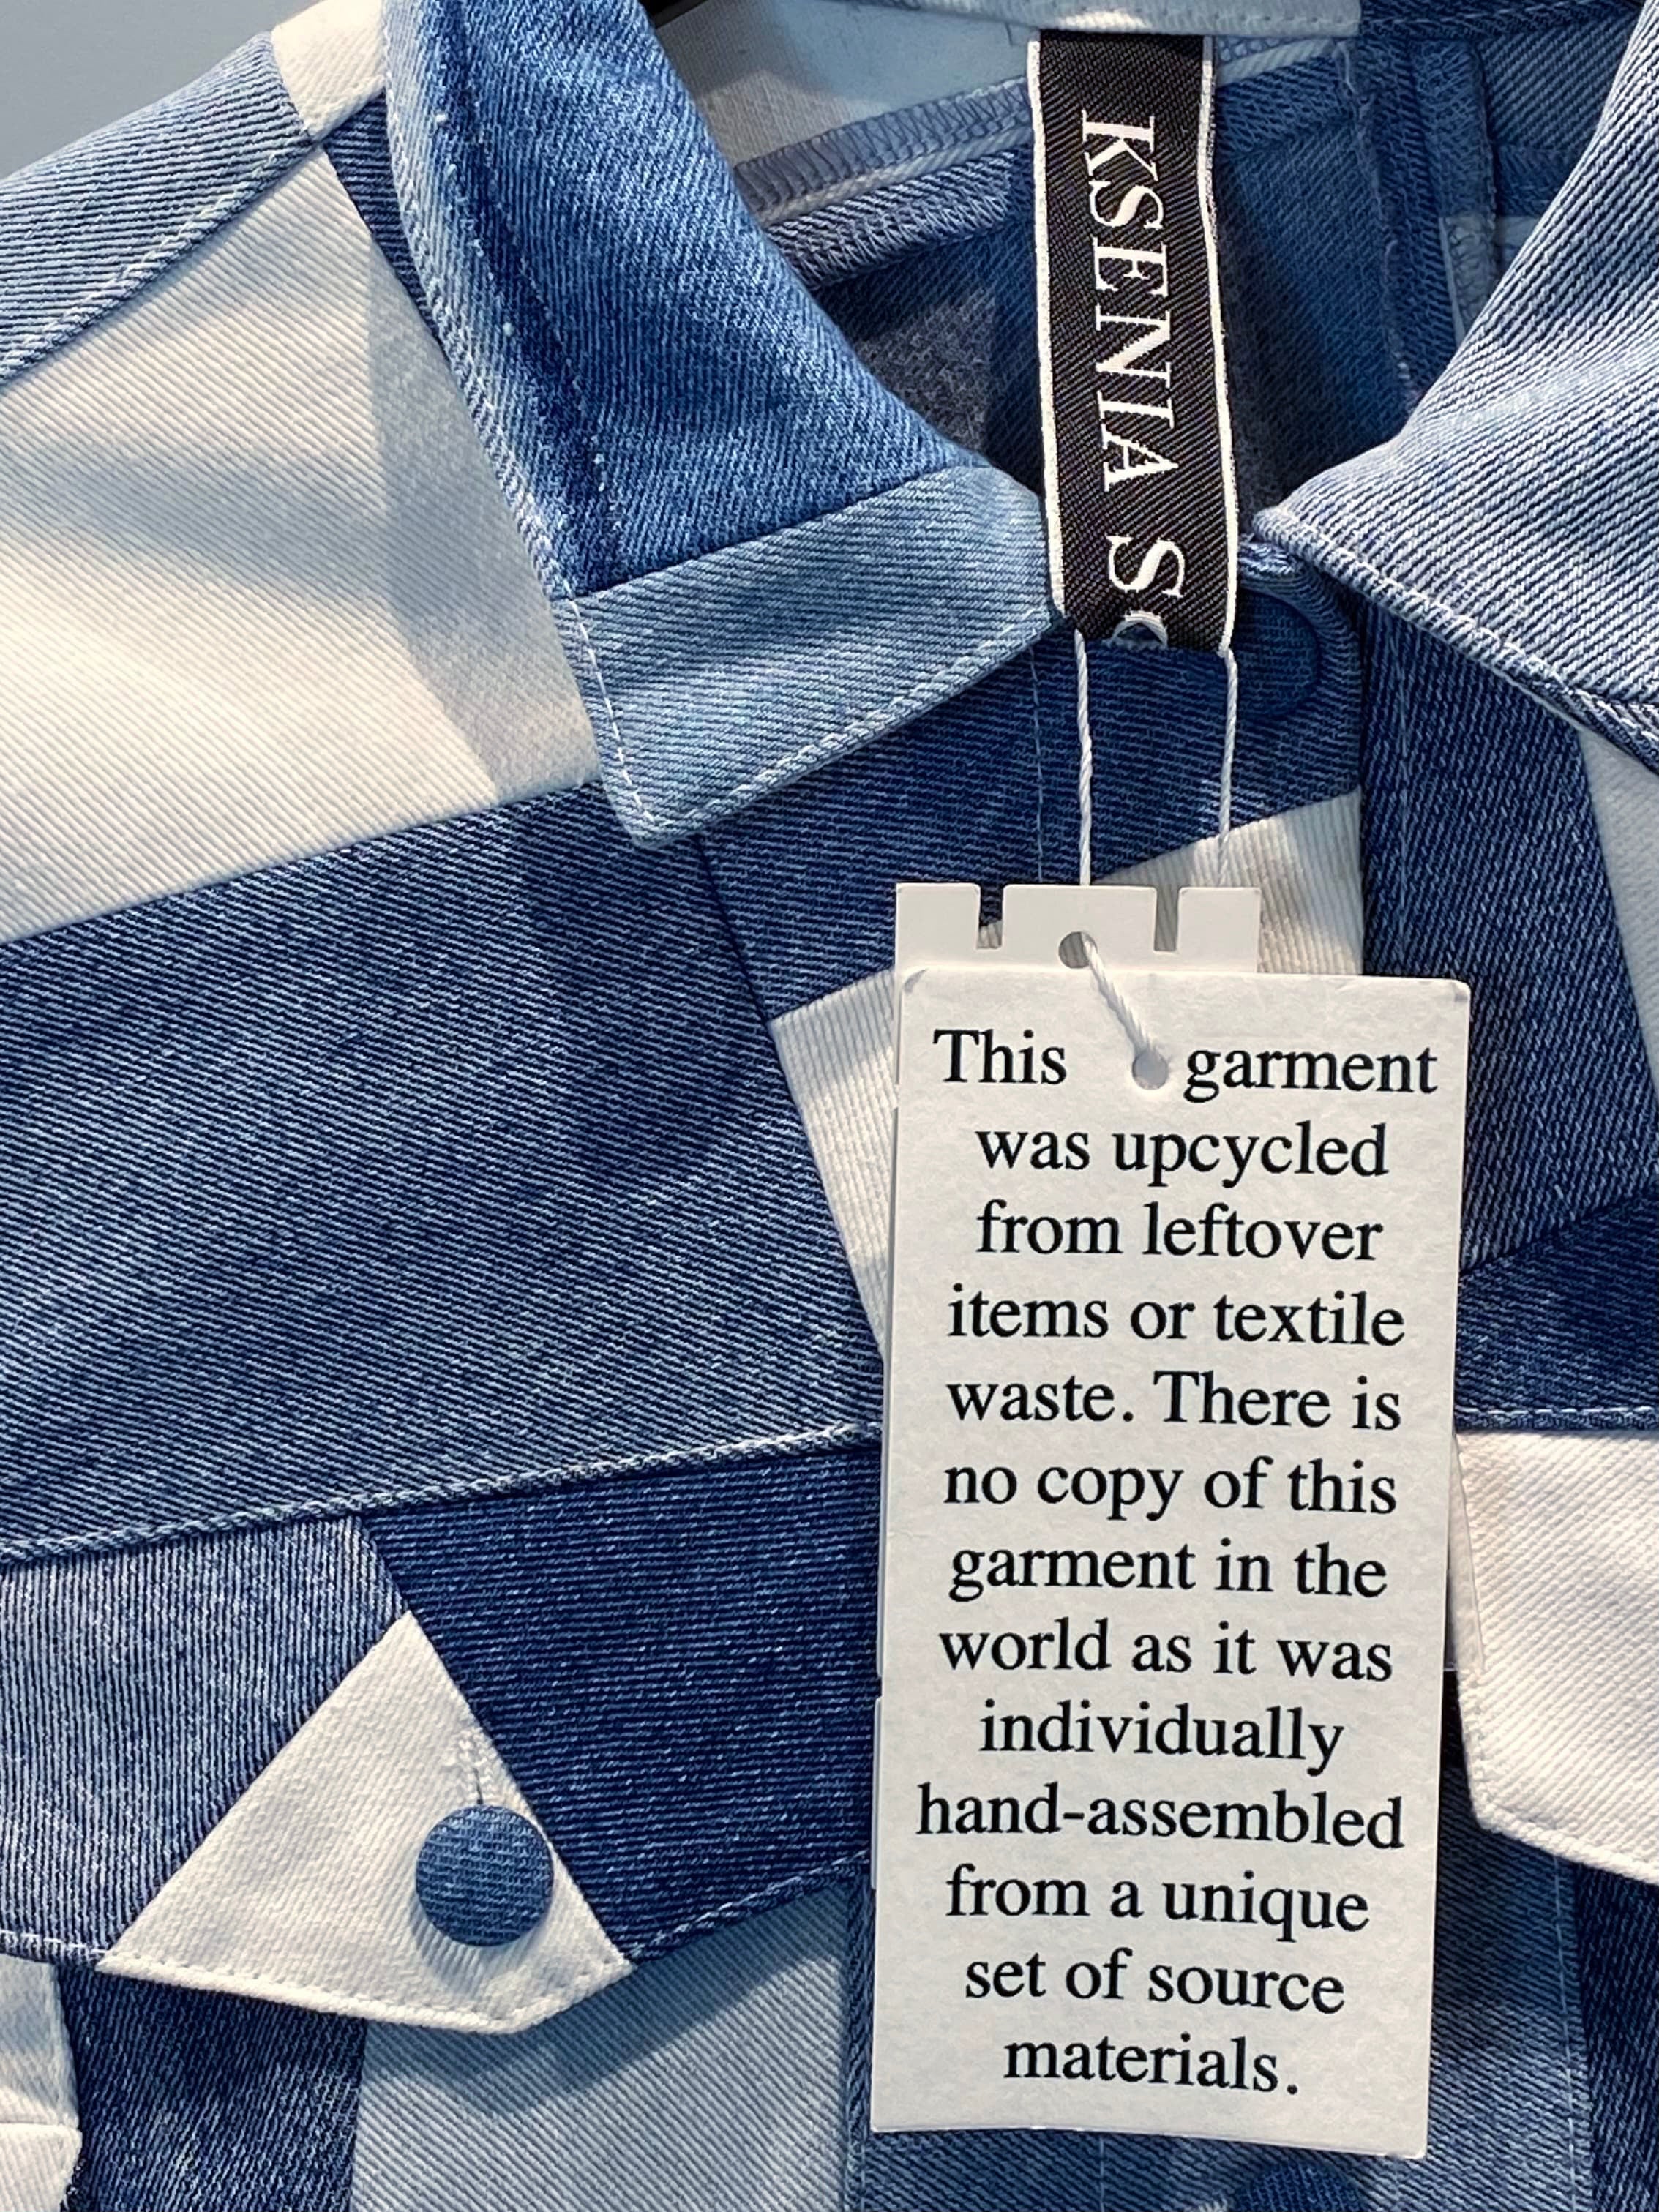 KSENIA
This garment
was upcycled
from leftover
items or textile
waste. There is
no copy of this
garment in the
world as it was
individually
hand-assembled
from a unique
set of source
materials.